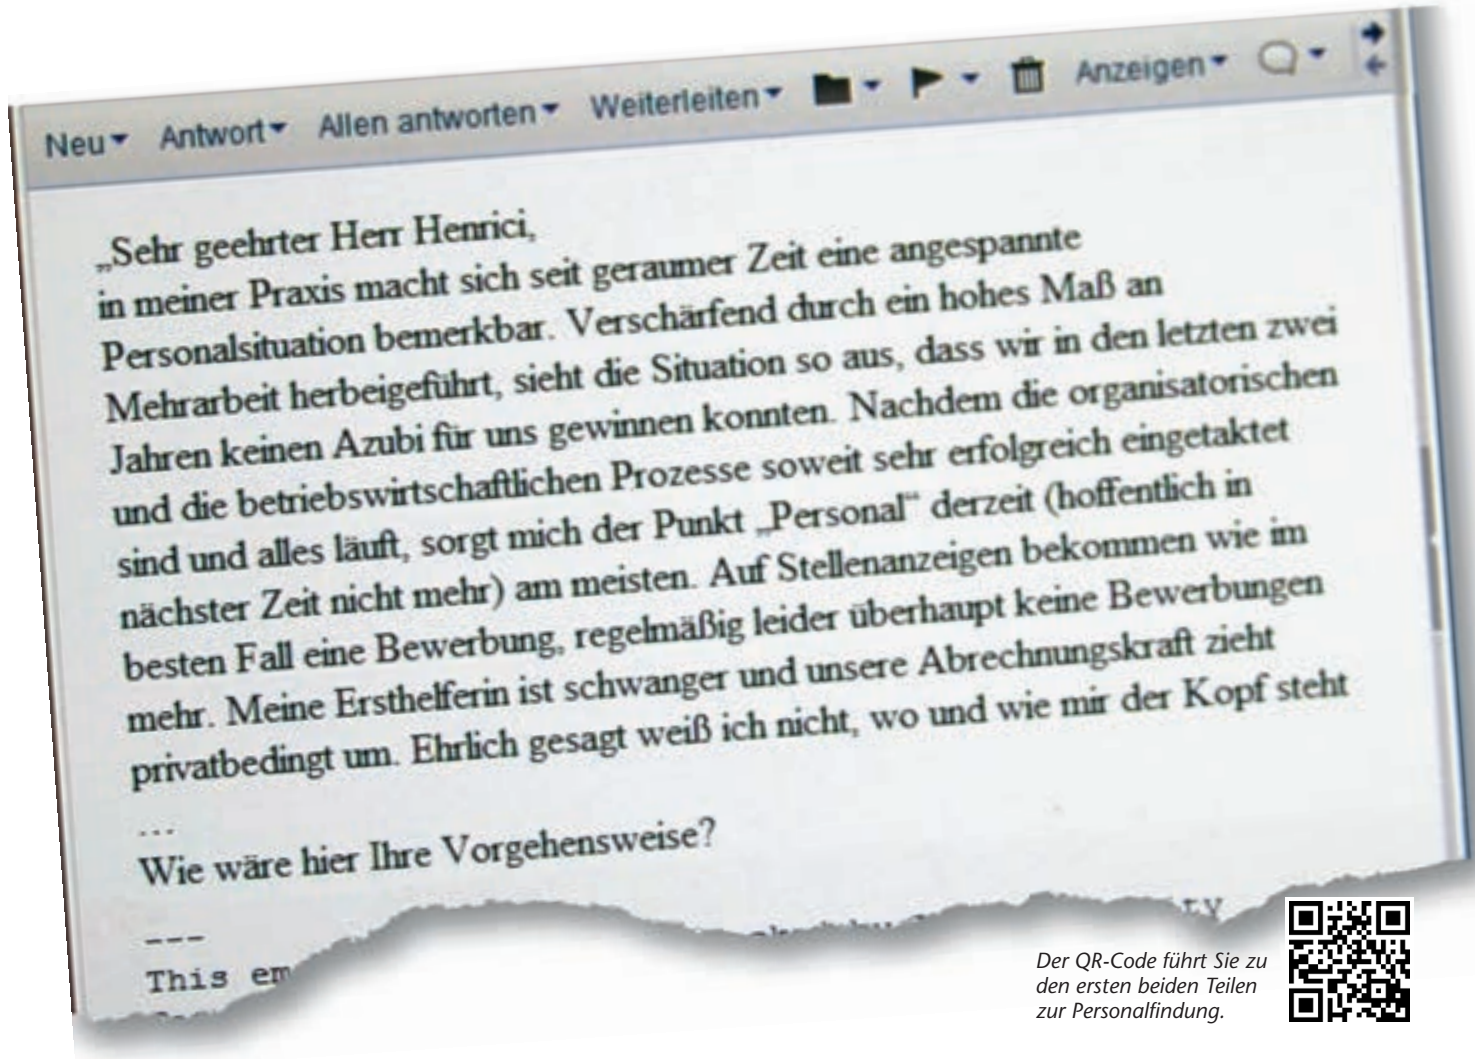 Neu Antwort Allen antworten Weiterleiten Anzeigen
„Sehr geehrter Herr Henrici,
in meiner Praxis macht sich seit geraumer Zeit eine angespannte
Personalsituation bemerkbar. Verschärfend durch ein hohes Maß an
Mehrarbeit herbeigeführt, sieht die Situation so aus, dass wir in den letzten zwei
Jahren keinen Azubi für uns gewinnen konnten. Nachdem die organisatorischen
und die betriebswirtschaftlichen Prozesse soweit sehr erfolgreich eingetaktet
sind und alles läuft, sorgt mich der Punkt „Personal“ derzeit (hoffentlich in
nächster Zeit nicht mehr) am meisten. Auf Stellenanzeigen bekommen wie im
besten Fall eine Bewerbung, regelmäßig leider überhaupt keine Bewerbungen
mehr. Meine Ersthelferin ist schwanger und unsere Abrechnungskraft zieht
privatbedingt um. Ehrlich gesagt weiß ich nicht, wo und wie mir der Kopf steht
...
Wie wäre hier Ihre Vorgehensweise?
---
This em
Der QR-Code führt Sie zu
den ersten beiden Teilen
zur Personalfindung.